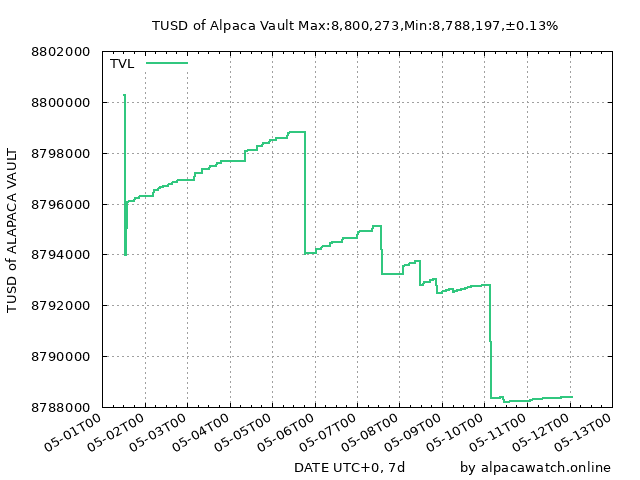 TUSD of Alpaca Vault Max:8,800,273,Min:8,788,197,±0.13%
8802000
TVL
8800000
8798000
8796000
8794000
8792000
8790000
8788000
TUSD of ALAPACA VAULT
05-01T00
05-02T00
05-03T00
05-04T00
05-05T00
05-06T00
05-07T00
05-08T00
05-09T00
05-10T00
05-11T00
05-12T00
05-13T00
DATE UTC+0, 7d
by alpacawatch.online